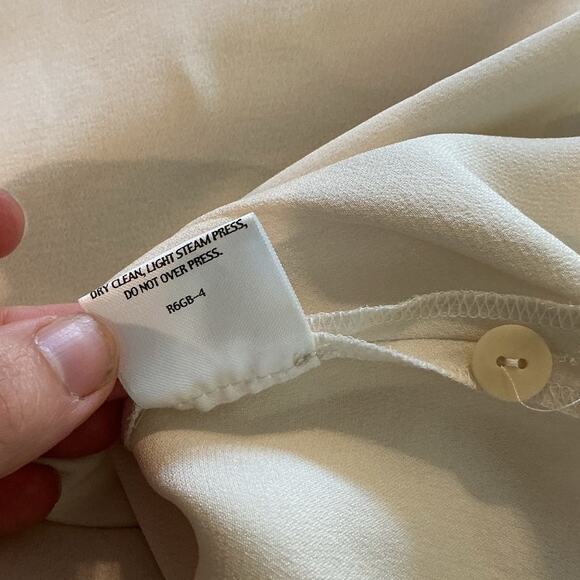 DRY CLEAN, LIGHT STEAM PRESS,
DO NOT OVER PRESS.
R6GB-4